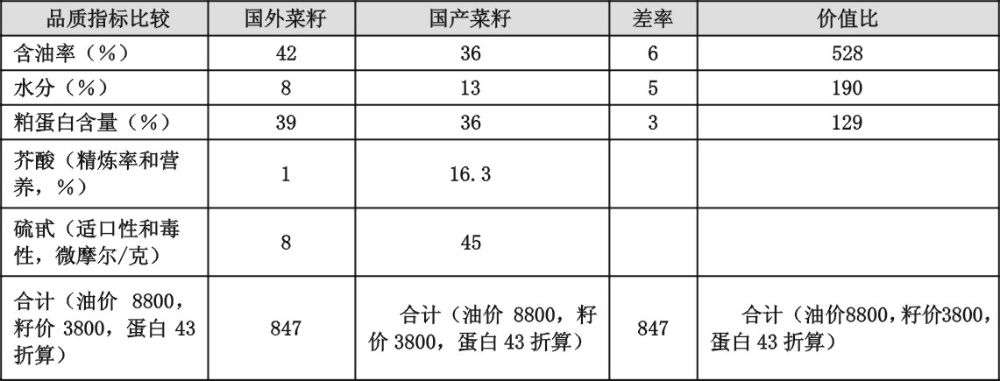 品质指标比较 国外菜籽 国产菜籽 差率 价值比
含油率（%） 42 36 6 528
水分（%） 8 13 5 190
粕蛋白含量（%） 39 36 3 129
芥酸（精炼率和营
养，%） 1 16.3
硫甙（适口性和毒
性，微摩尔/克） 8 45
合计（油价 8800，
籽价 3800，蛋白 43
折算） 847 合计（油价 8800，籽
价 3800，蛋白 43 折算） 847 合计（油价8800，籽价3800，
蛋白 43 折算）